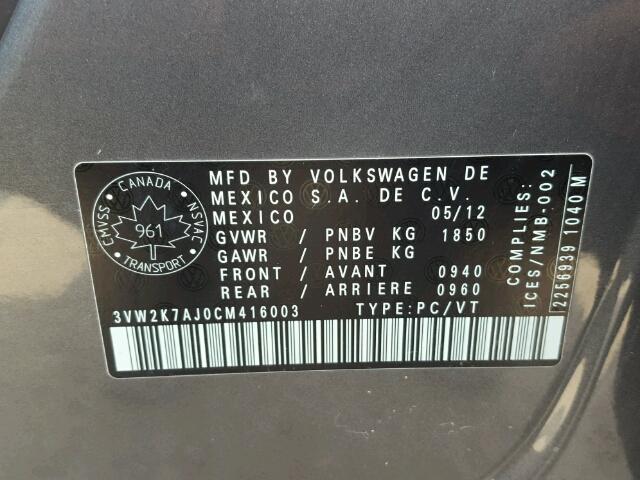 CANADA
CMVSS
NSVAC
961
TRANSPORT
MFD BY VOLKSWAGEN DE
MEXICO S.A. DE C.V.
MEXICO 05/12
GVWR / PNBV KG 1850
GAWR / PNBE KG
FRONT / AVANT 0940
REAR / ARRIERE 0960
3VW2K7AJ0CM416003 TYPE:PC/VT
COMPLIES:
ICES/NMB-002
2256939 1040 M